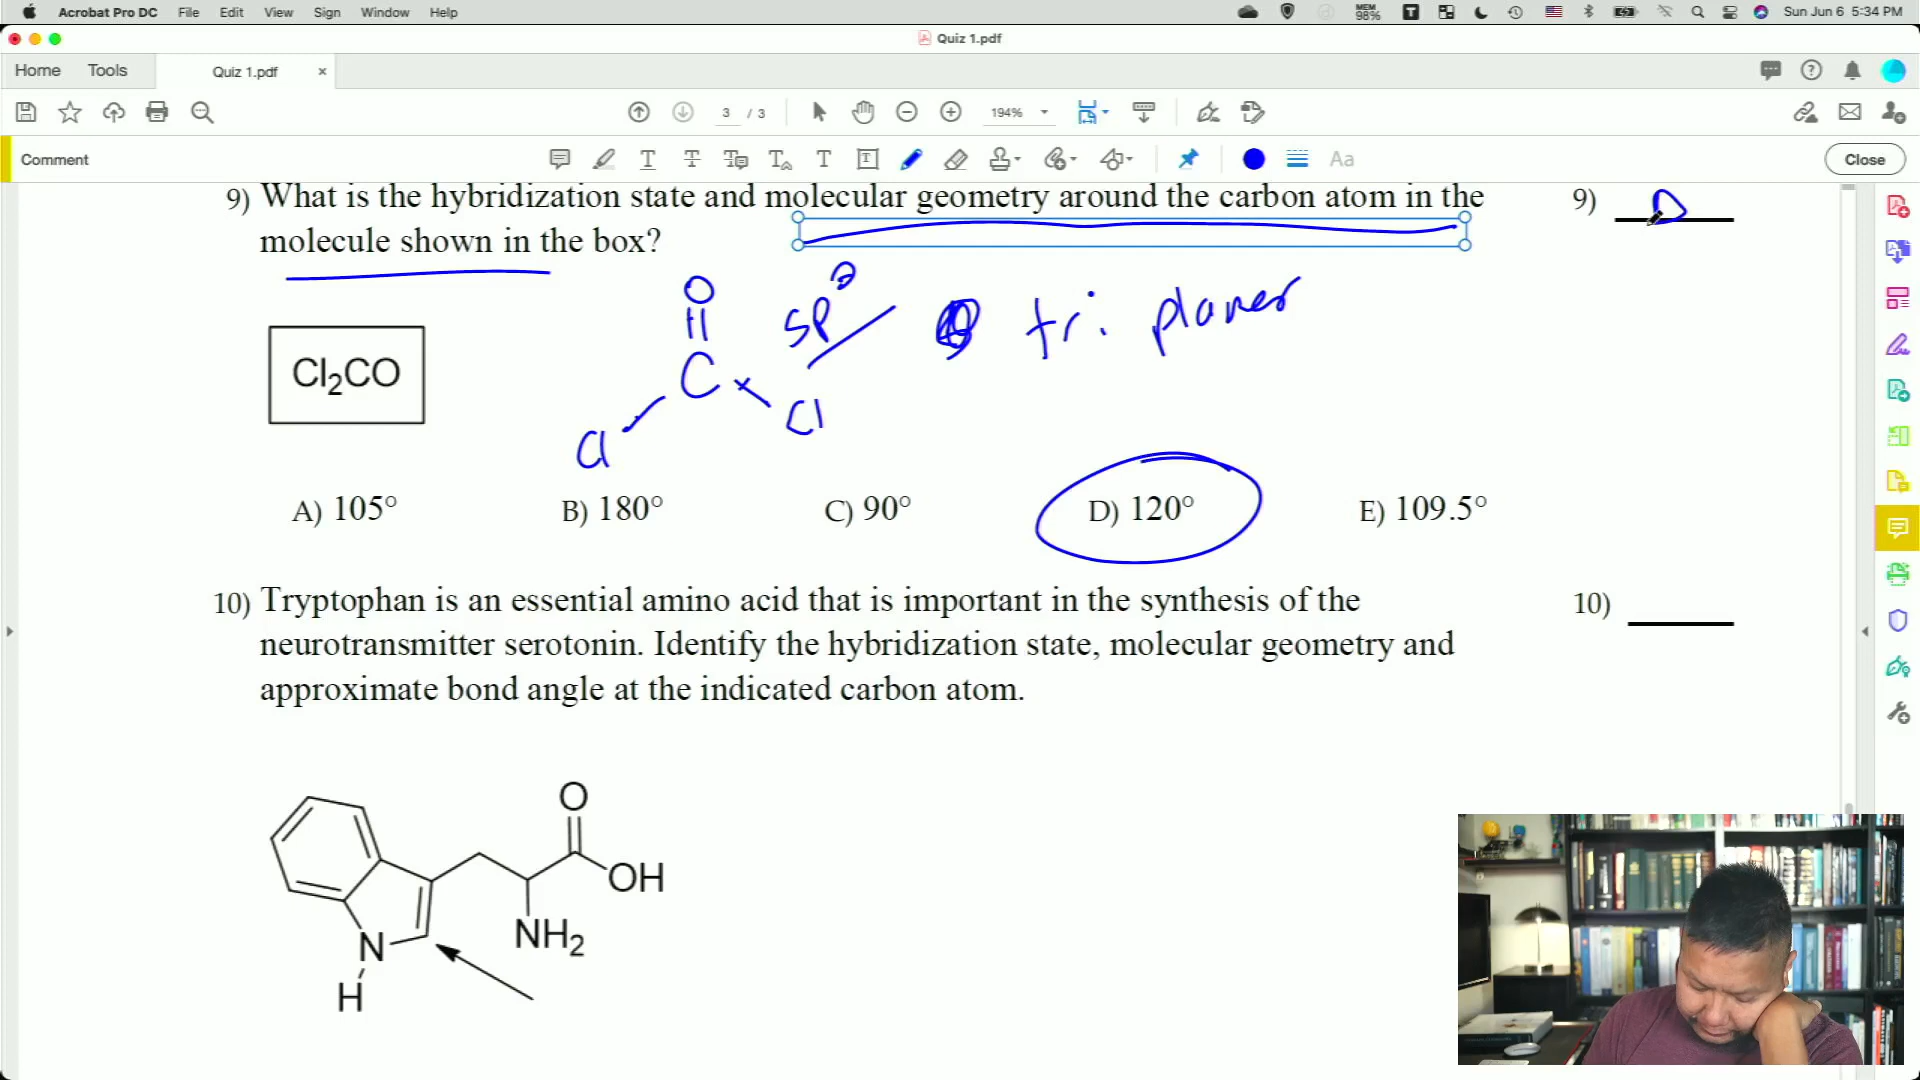 Acrobat Pro DC File Edit View Sign Window Help MEM 98% Sun Jun 6 5:34 PM
Quiz 1.pdf
Home Tools Quiz 1.pdf ×
3 / 3 194%
Comment Aa Close
9) What is the hybridization state and molecular geometry around the carbon atom in the 9) D
molecule shown in the box?
O
SP² tri. planer
Cl₂CO
C
Cl Cl
A) 105° B) 180° C) 90° D) 120° E) 109.5°
10) Tryptophan is an essential amino acid that is important in the synthesis of the 10)
neurotransmitter serotonin. Identify the hybridization state, molecular geometry and
approximate bond angle at the indicated carbon atom.
O
OH
NH₂
N
H